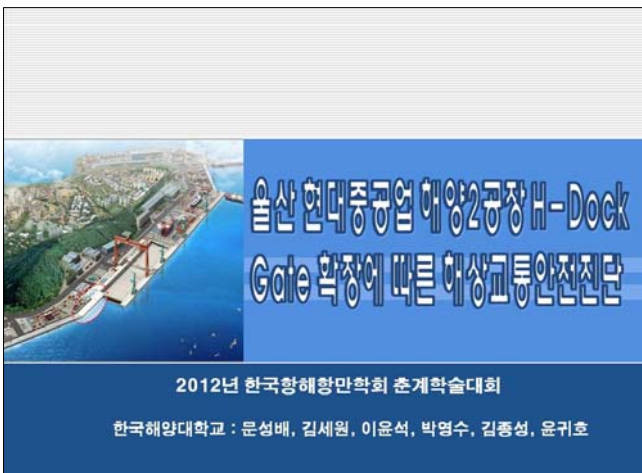 울산 현대중공업 해양2공장 H-Dock
Gate 확장에 따른 해상교통안전진단
2012년 한국항해항만학회 춘계학술대회
한국해양대학교 : 문성배, 김세원, 이윤석, 박영수, 김종성, 윤귀호